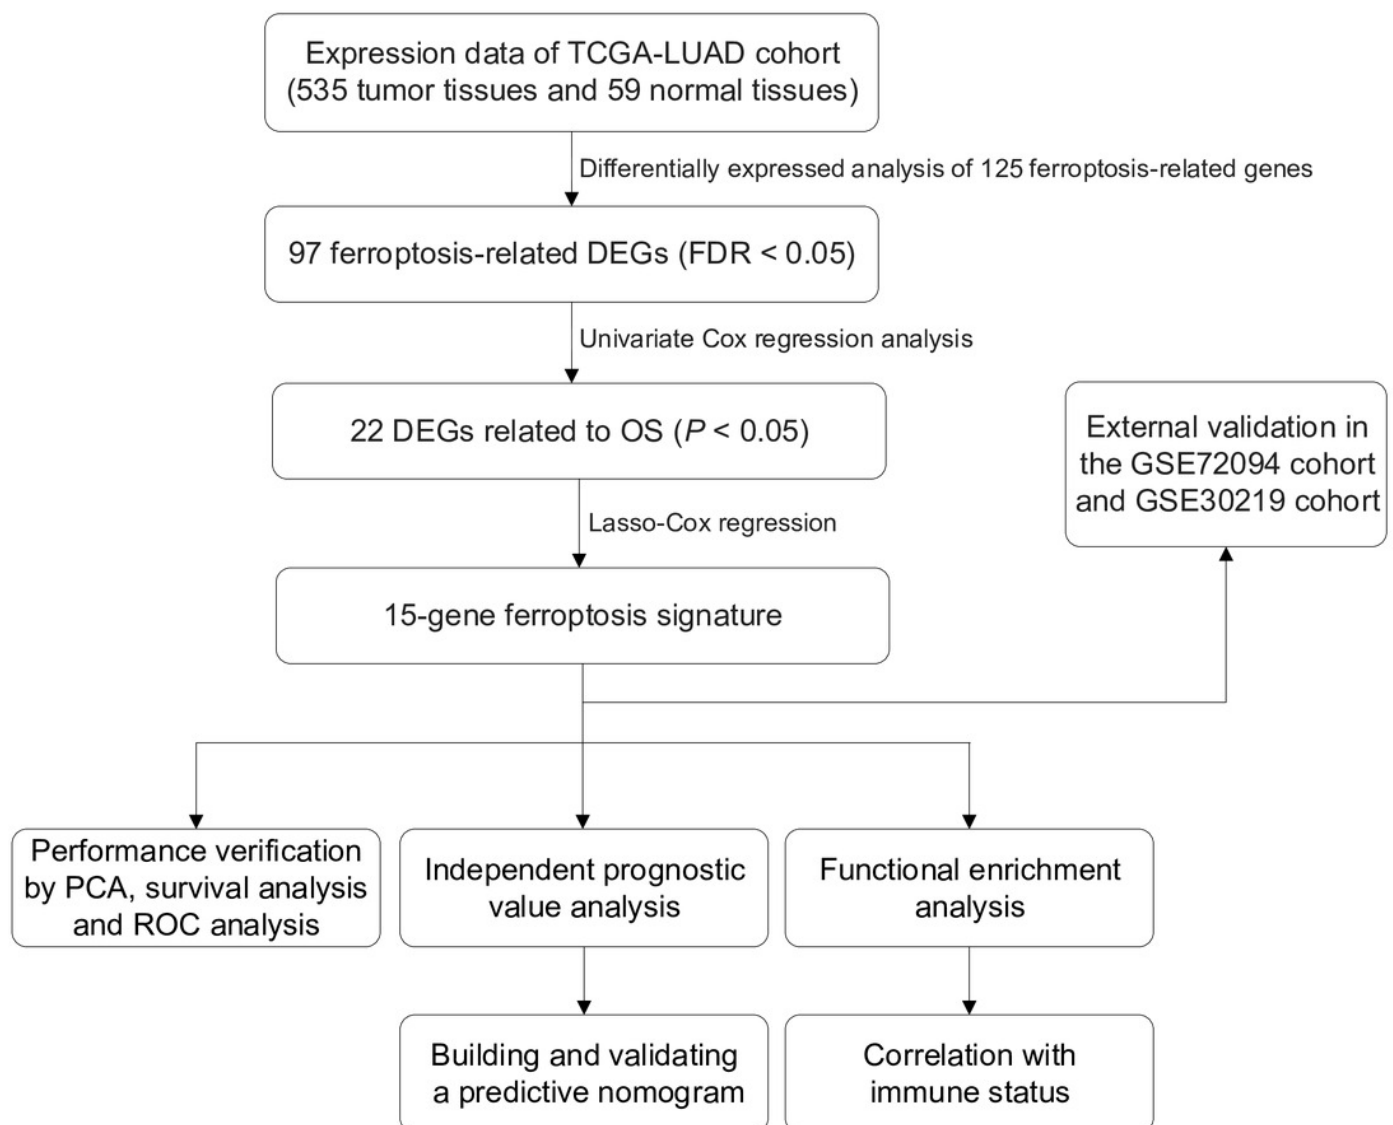 Expression data of TCGA-LUAD cohort
(535 tumor tissues and 59 normal tissues)
Differentially expressed analysis of 125 ferroptosis-related genes
97 ferroptosis-related DEGs (FDR < 0.05)
Univariate Cox regression analysis
22 DEGs related to OS (P < 0.05)
External validation in
the GSE72094 cohort
and GSE30219 cohort
Lasso-Cox regression
15-gene ferroptosis signature
Performance verification
by PCA, survival analysis
and ROC analysis
Independent prognostic
value analysis
Functional enrichment
analysis
Building and validating
a predictive nomogram
Correlation with
immune status